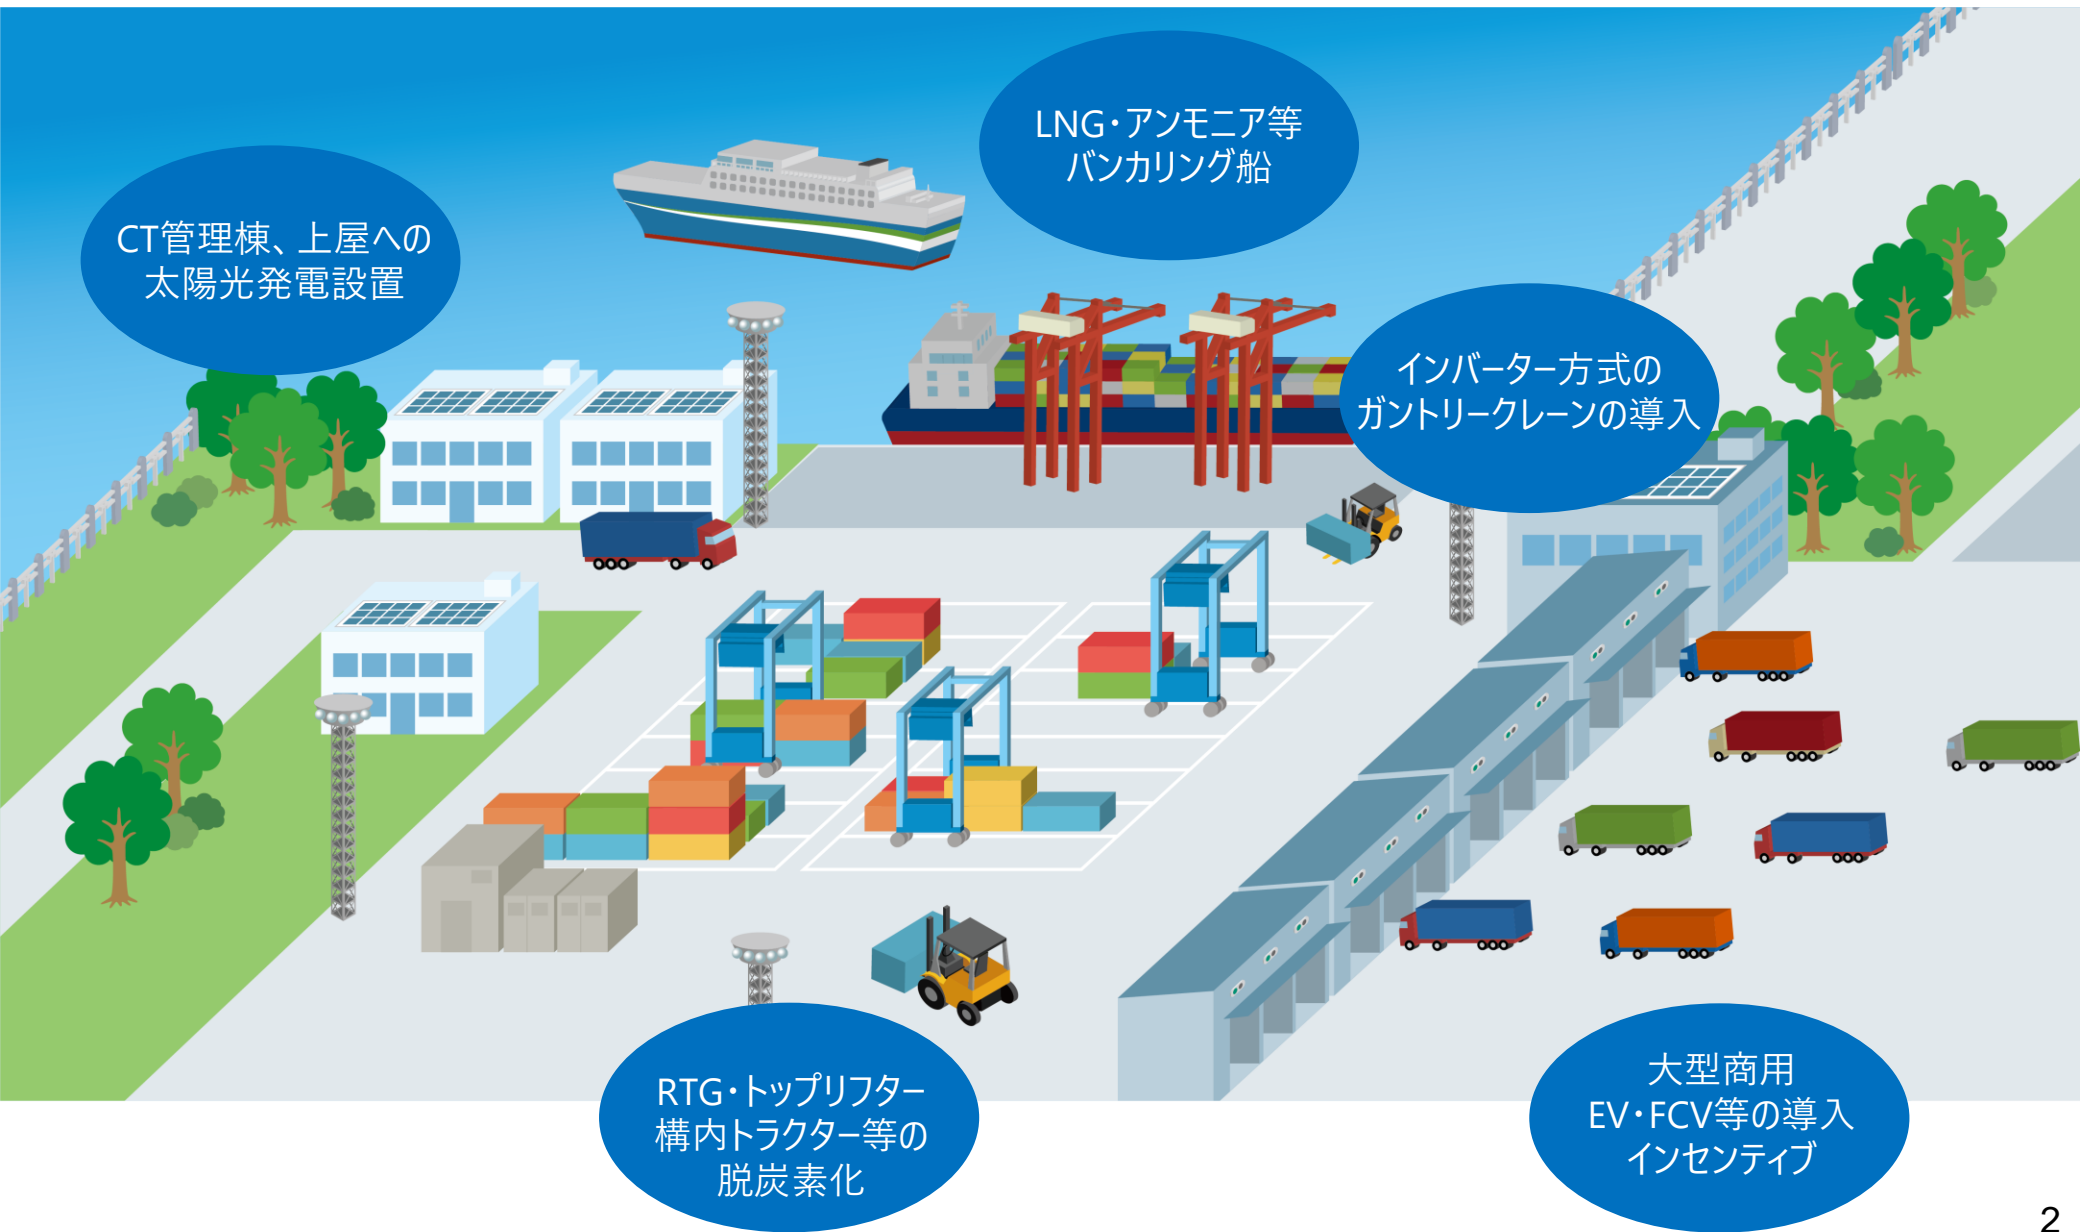 LNG・アンモニア等
バンカリング船
CT管理棟、上屋への
太陽光発電設置
インバーター方式の
ガントリークレーンの導入
RTG・トップリフター
構内トラクター等の
脱炭素化
大型商用
EV・FCV等の導入
インセンティブ
2